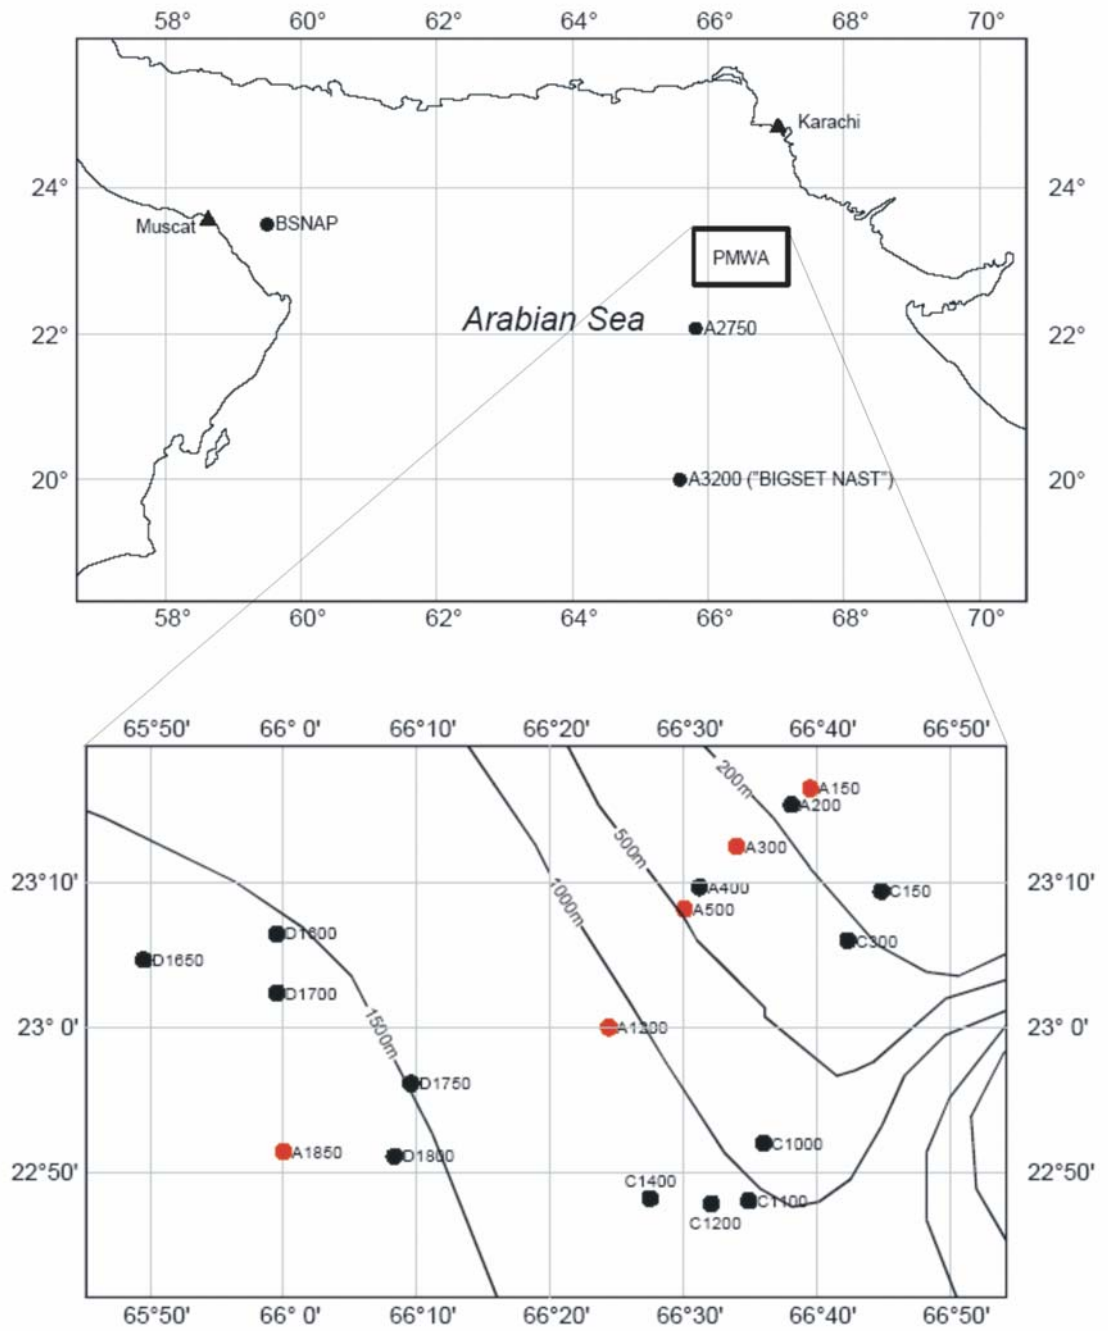 58° 60° 62° 64° 66° 68° 70°
Karachi
24° 24°
Muscat BSNAP
PMWA
Arabian Sea
22° A2750 22°
20° A3200 ("BIGSET NAST") 20°
58° 60° 62° 64° 66° 68° 70°
65°50' 66° 0' 66°10' 66°20' 66°30' 66°40' 66°50'
200m A150
A200
500m A300
23°10' 1000m A400 C150 23°10'
A500
D1600 C300
D1650
D1700
23° 0' 1500m A1200 23° 0'
D1750
A1850 D1800 C1000
22°50' C1400 22°50'
C1100
C1200
65°50' 66° 0' 66°10' 66°20' 66°30' 66°40' 66°50'